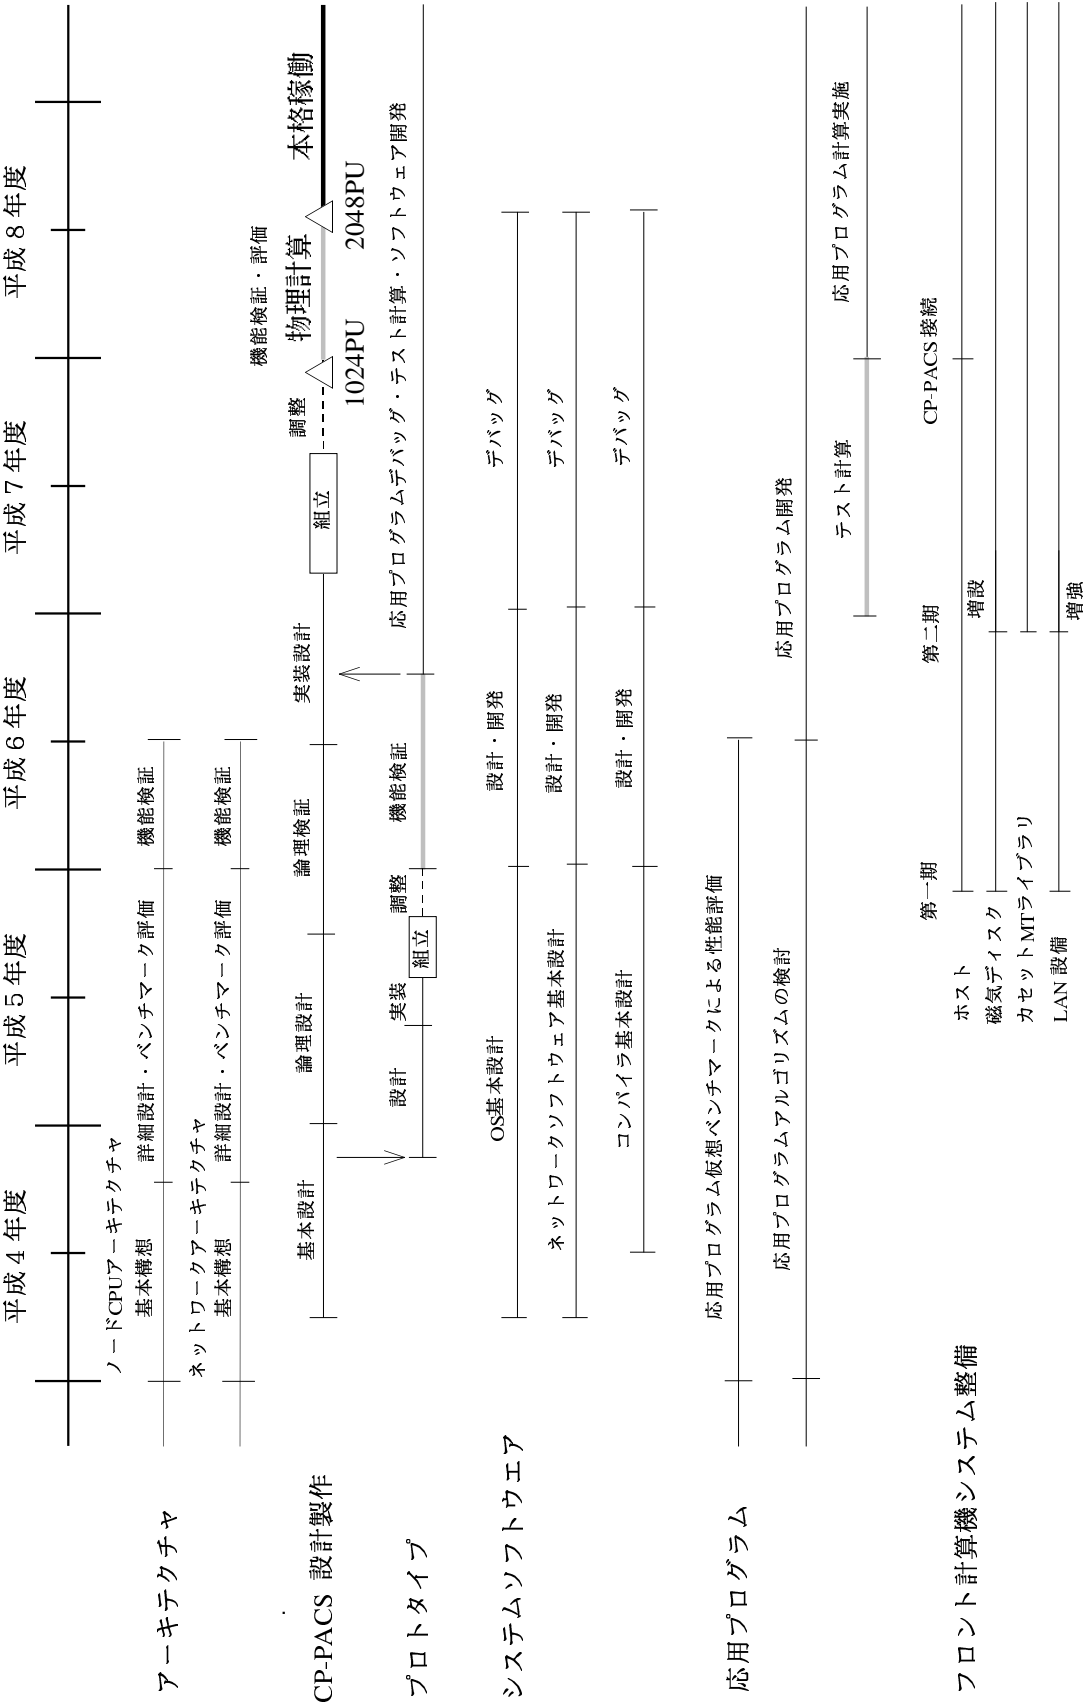 平成４年度 平成５年度 平成６年度 平成７年度 平成８年度
アーキテクチャ
ノードCPUアーキテクチャ
基本構想 詳細設計・ベンチマーク評価 機能検証
ネットワークアーキテクチャ
基本構想 詳細設計・ベンチマーク評価 機能検証
CP-PACS 設計製作
機能検証・評価
基本設計 論理設計 論理検証 実装設計 組立 調整 物理計算 本格稼働
1024PU 2048PU
プロトタイプ
設計 実装 組立 調整 機能検証 応用プログラムデバッグ・テスト計算・ソフトウェア開発
システムソフトウエア
OS基本設計 設計・開発 デバッグ
ネットワークソフトウェア基本設計 設計・開発 デバッグ
コンパイラ基本設計 設計・開発 デバッグ
応用プログラム
応用プログラム仮想ベンチマークによる性能評価
応用プログラムアルゴリズムの検討 応用プログラム開発
テスト計算 応用プログラム計算実施
フロント計算機システム整備
第一期 第二期 CP-PACS 接続
ホスト
磁気ディスク 増設
カセットMTライブラリ
LAN 設備 増強